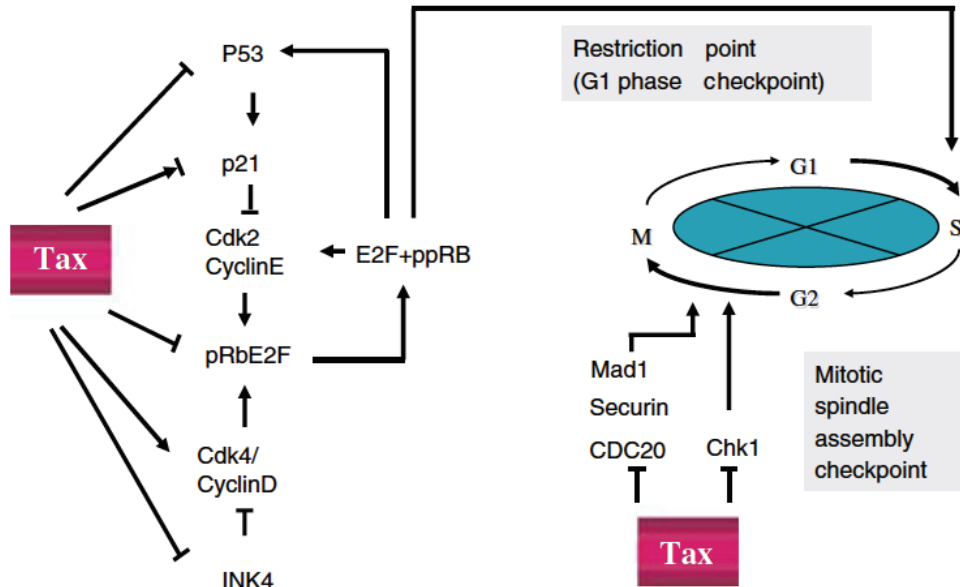 P53
p21
Tax
Cdk2
CyclinE
E2F+ppRB
pRbE2F
Cdk4/
CyclinD
INK4
Restriction point
(G1 phase checkpoint)
G1
M
S
G2
Mad1
Securin
CDC20
Chk1
Tax
Mitotic
spindle
assembly
checkpoint